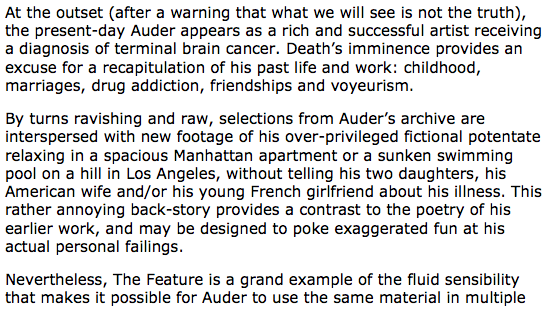 At the outset (after a warning that what we will see is not the truth),
the present-day Auder appears as a rich and successful artist receiving
a diagnosis of terminal brain cancer. Death’s imminence provides an
excuse for a recapitulation of his past life and work: childhood,
marriages, drug addiction, friendships and voyeurism.
By turns ravishing and raw, selections from Auder’s archive are
interspersed with new footage of his over-privileged fictional potentate
relaxing in a spacious Manhattan apartment or a sunken swimming
pool on a hill in Los Angeles, without telling his two daughters, his
American wife and/or his young French girlfriend about his illness. This
rather annoying back-story provides a contrast to the poetry of his
earlier work, and may be designed to poke exaggerated fun at his
actual personal failings.
Nevertheless, The Feature is a grand example of the fluid sensibility
that makes it possible for Auder to use the same material in multiple